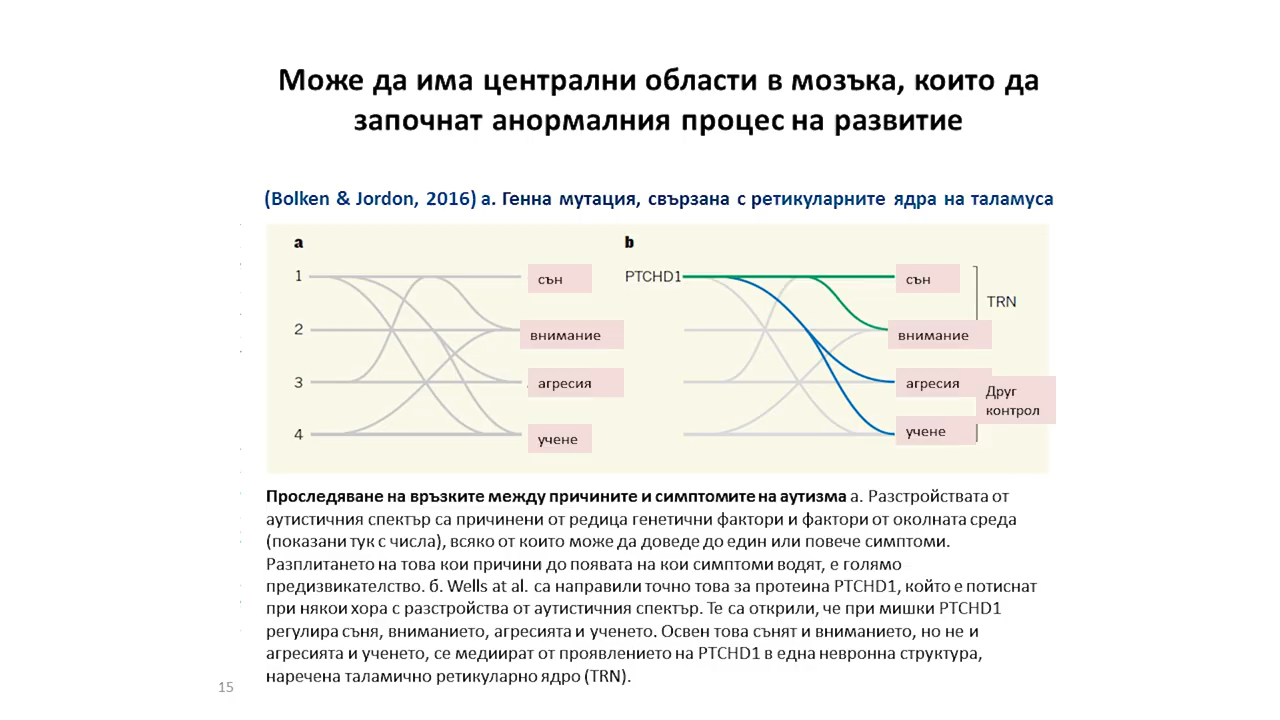 Може да има централни области в мозъка, които да
започнат анормалния процес на развитие
(Bolken & Jordon, 2016) a. Генна мутация, свързана с ретикуларните ядра на таламуса
a
1
2
3
4
сън
внимание
агресия
учене
b
PTCHD1
сън
внимание
агресия
учене
TRN
Друг
контрол
Проследяване на връзките между причините и симптомите на аутизма а. Разстройствата от
аутистичния спектър са причинени от редица генетични фактори и фактори от околната среда
(показани тук с числа), всяко от които може да доведе до един или повече симптоми.
Разплитането на това кои причини до появата на кои симптоми водят, е голямо
предизвикателство. б. Wells at al. са направили точно това за протеина PTCHD1, който е потиснат
при някои хора с разстройства от аутистичния спектър. Те са открили, че при мишки PTCHD1
регулира съня, вниманието, агресията и ученето. Освен това сънят и вниманието, но не и
агресията и ученето, се медиират от проявлението на PTCHD1 в една невронна структура,
наречена таламично ретикуларно ядро (TRN).
15